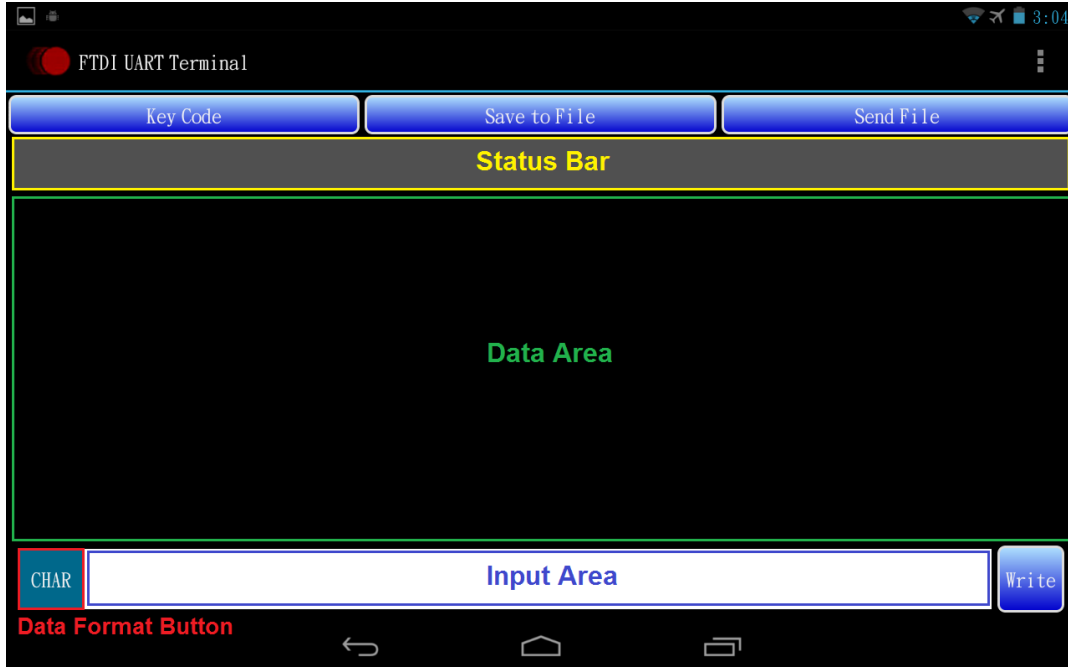 3:04
FTDI UART Terminal
Key Code
Save to File
Send File
Status Bar
Data Area
CHAR
Input Area
Write
Data Format Button